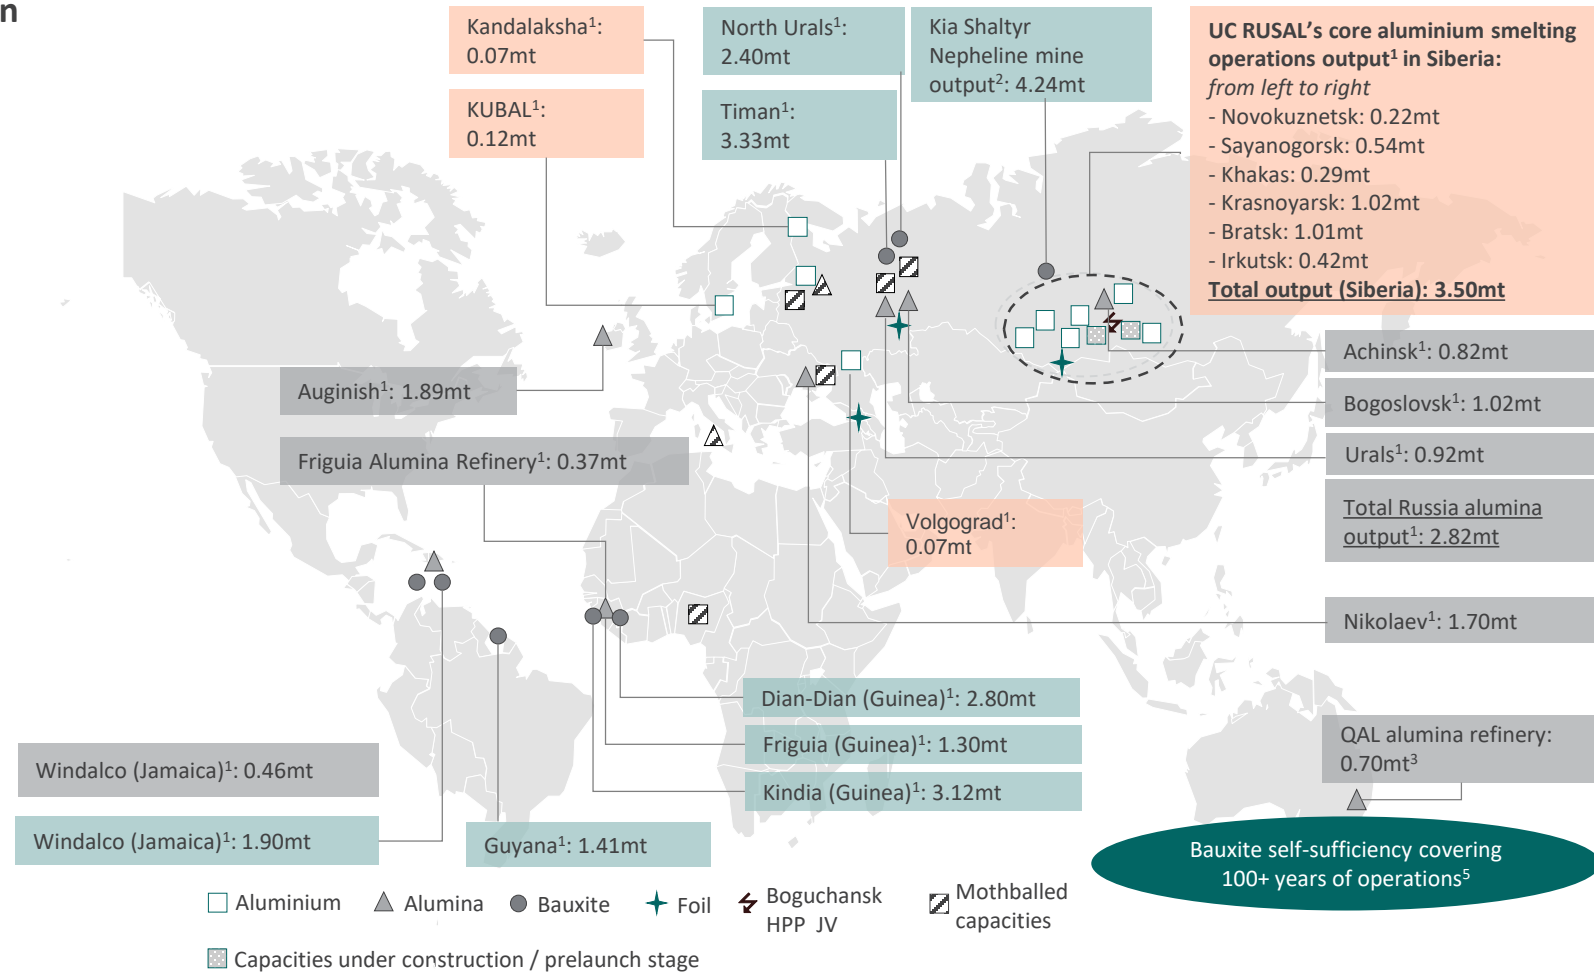 n
Kandalaksha¹:
0.07mt
KUBAL¹:
0.12mt
North Urals¹:
2.40mt
Timan¹:
3.33mt
Kia Shaltyr
Nepheline mine
output²: 4.24mt
UC RUSAL’s core aluminium smelting
operations output¹ in Siberia:
from left to right
- Novokuznetsk: 0.22mt
- Sayanogorsk: 0.54mt
- Khakas: 0.29mt
- Krasnoyarsk: 1.02mt
- Bratsk: 1.01mt
- Irkutsk: 0.42mt
Total output (Siberia): 3.50mt
Achinsk¹: 0.82mt
Auginish¹: 1.89mt
Bogoslovsk¹: 1.02mt
Friguia Alumina Refinery¹: 0.37mt
Urals¹: 0.92mt
Total Russia alumina
output¹: 2.82mt
Volgograd¹:
0.07mt
Nikolaev¹: 1.70mt
Dian-Dian (Guinea)¹: 2.80mt
Friguia (Guinea)¹: 1.30mt
Kindia (Guinea)¹: 3.12mt
QAL alumina refinery:
0.70mt³
Windalco (Jamaica)¹: 0.46mt
Windalco (Jamaica)¹: 1.90mt
Guyana¹: 1.41mt
Bauxite self-sufficiency covering
100+ years of operations⁵
Aluminium
Alumina
Bauxite
Foil
Boguchansk
HPP JV
Mothballed
capacities
Capacities under construction / prelaunch stage